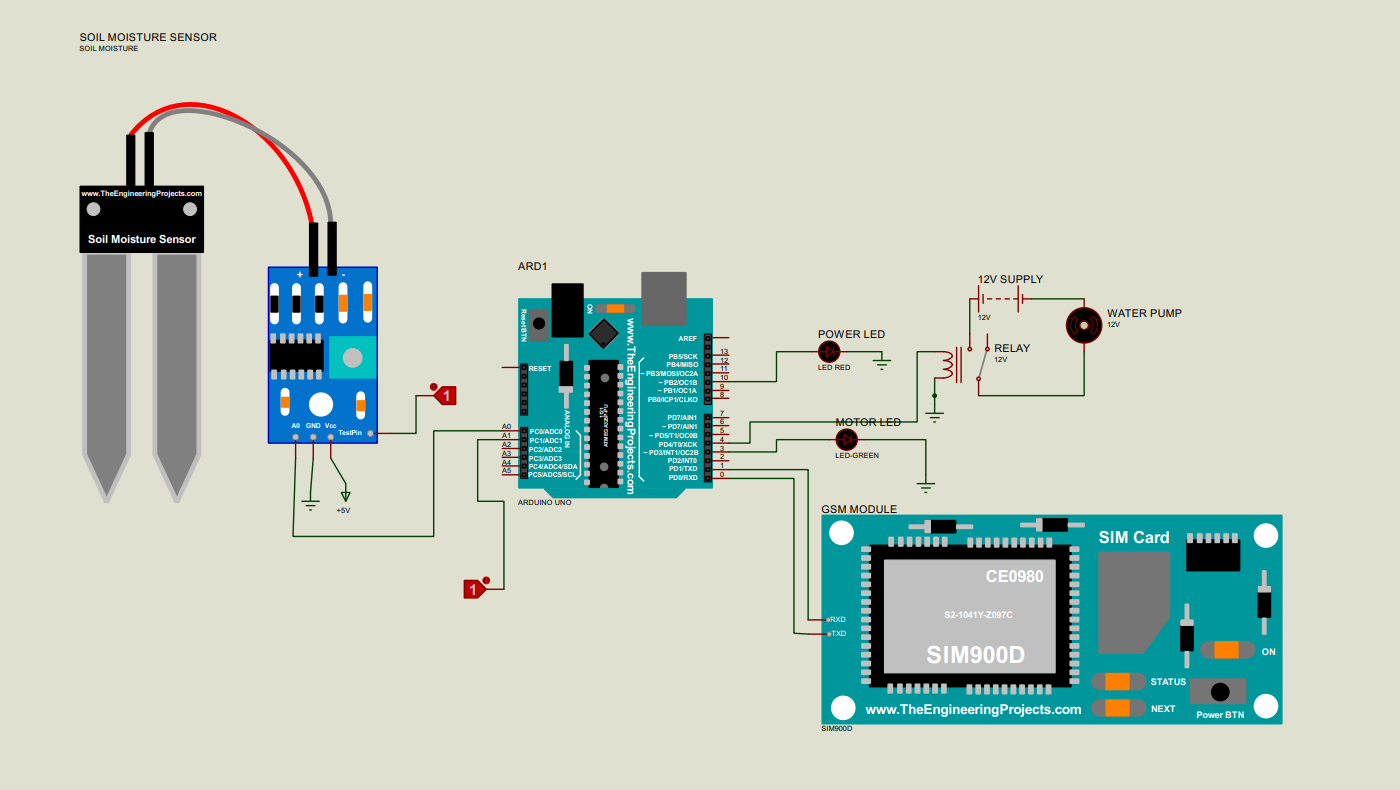 SOIL MOISTURE SENSOR
SOIL MOISTURE
www.TheEngineeringProjects.com
Soil Moisture Sensor
+ -
A0 GND Vcc
TestPin
+5V
1
1
ARD1
Reset BTN
ON
www.TheEngineeringProjects.com
RESET
ANALOG IN
A0 PC0/ADC0
A1 PC1/ADC1
A2 PC2/ADC2
A3 PC3/ADC3
A4 PC4/ADC4/SDA
A5 PC5/ADC5/SCL
AREF
PB5/SCK 13
PB4/MISO 12
~ PB3/MOSI/OC2A 11
~ PB2/OC1B 10
~ PB1/OC1A 9
PB0/ICP1/CLKO 8
PD7/AIN1 7
~ PD6/AIN1 6
~ PD5/T1/OC0B 5
PD4/T0/XCK 4
~ PD3/INT1/OC2B 3
PD2/INT0 2
PD1/TXD 1
PD0/RXD 0
ARDUINO UNO
POWER LED
LED RED
MOTOR LED
LED-GREEN
12V SUPPLY
12V
RELAY
12V
WATER PUMP
12V
GSM MODULE
RXD
TXD
CE0980
S2-1041Y-Z097C
SIM900D
SIM Card
ON
STATUS
NEXT
Power BTN
www.TheEngineeringProjects.com
SIM900D